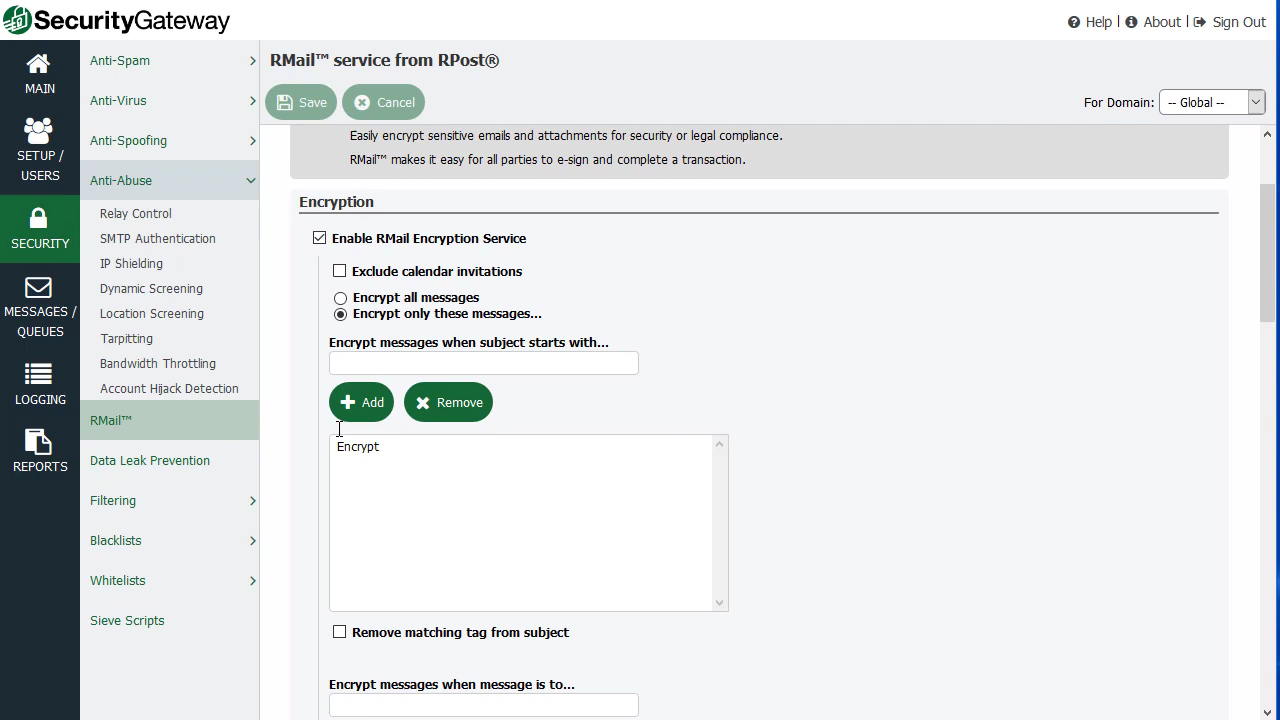 SecurityGateway
Help | About | Sign Out
MAIN
SETUP /
USERS
SECURITY
MESSAGES /
QUEUES
LOGGING
REPORTS
Anti-Spam
Anti-Virus
Anti-Spoofing
Anti-Abuse
Relay Control
SMTP Authentication
IP Shielding
Dynamic Screening
Location Screening
Tarpitting
Bandwidth Throttling
Account Hijack Detection
RMail™
Data Leak Prevention
Filtering
Blacklists
Whitelists
Sieve Scripts
RMail™ service from RPost®
Save Cancel
For Domain: -- Global --
Easily encrypt sensitive emails and attachments for security or legal compliance.
RMail™ makes it easy for all parties to e-sign and complete a transaction.
Encryption
Enable RMail Encryption Service
Exclude calendar invitations
Encrypt all messages
Encrypt only these messages...
Encrypt messages when subject starts with...
Add Remove
Encrypt
Remove matching tag from subject
Encrypt messages when message is to...